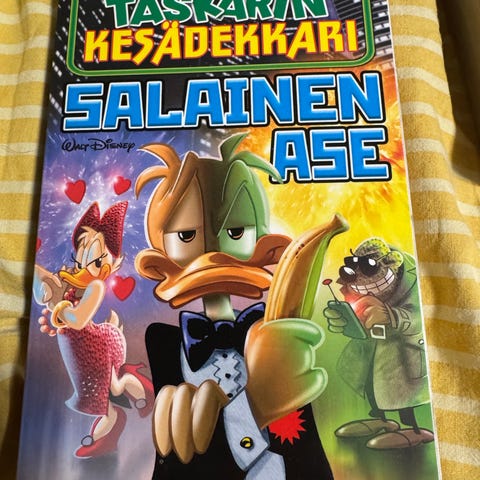 TASKARIN
KESÄDEKKARI
SALAINEN
ASE
Walt Disney